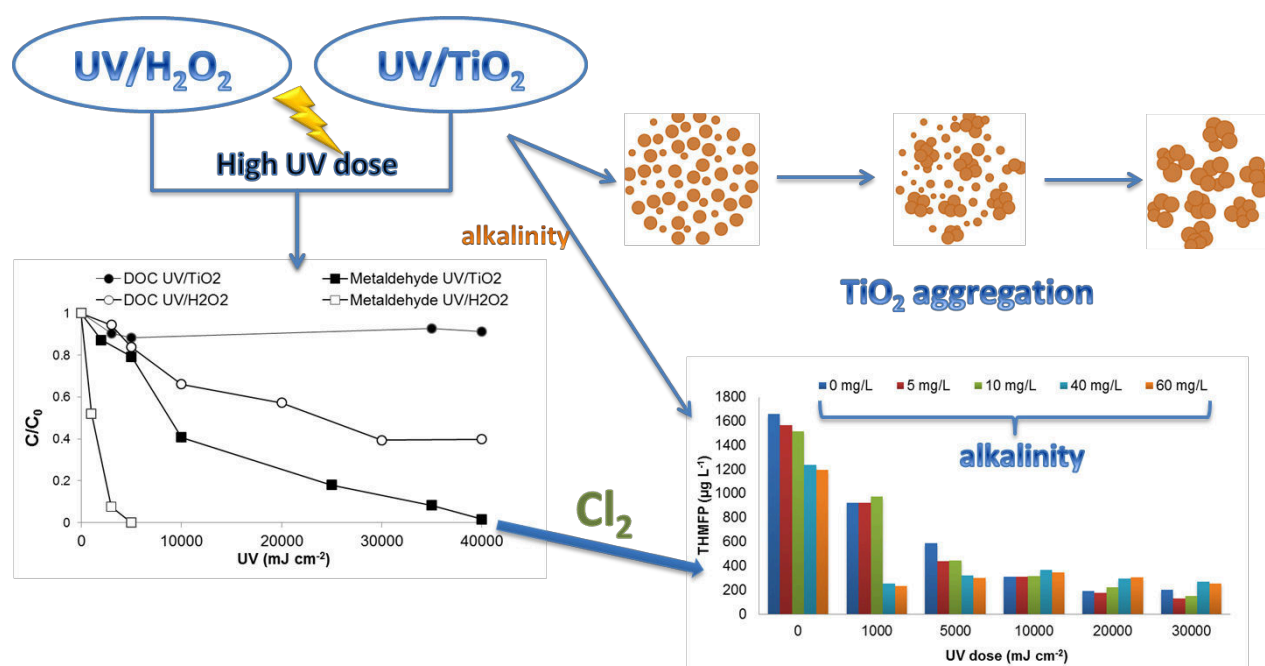 UV/H₂O₂
UV/TiO₂
High UV dose
alkalinity
TiO₂ aggregation
DOC UV/TiO2
Metaldehyde UV/TiO2
DOC UV/H2O2
Metaldehyde UV/H2O2
C/C₀
1
0.8
0.6
0.4
0.2
0
0 10000 20000 30000 40000
UV (mJ cm⁻²)
Cl₂
0 mg/L 5 mg/L 10 mg/L 40 mg/L 60 mg/L
alkalinity
THMFP (µg L⁻¹)
1800
1600
1400
1200
1000
800
600
400
200
0
0 1000 5000 10000 20000 30000
UV dose (mJ cm⁻²)